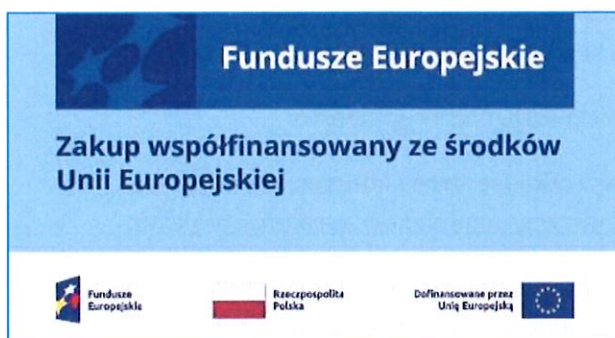 Fundusze Europejskie
Zakup współfinansowany ze środków
Unii Europejskiej
Fundusze
Europejskie
Rzeczpospolita
Polska
Dofinansowane przez
Unię Europejską